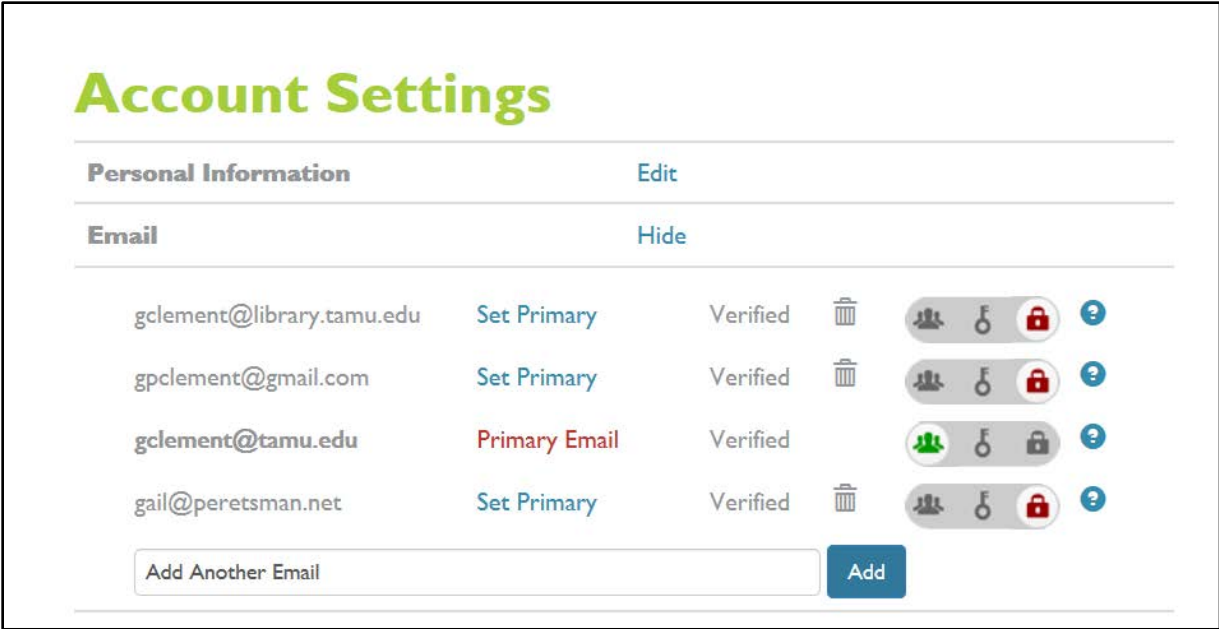 Account Settings
Personal Information Edit
Email Hide
gclement@library.tamu.edu Set Primary Verified ?
gpclement@gmail.com Set Primary Verified ?
gclement@tamu.edu Primary Email Verified ?
gail@peretsman.net Set Primary Verified ?
Add Another Email Add